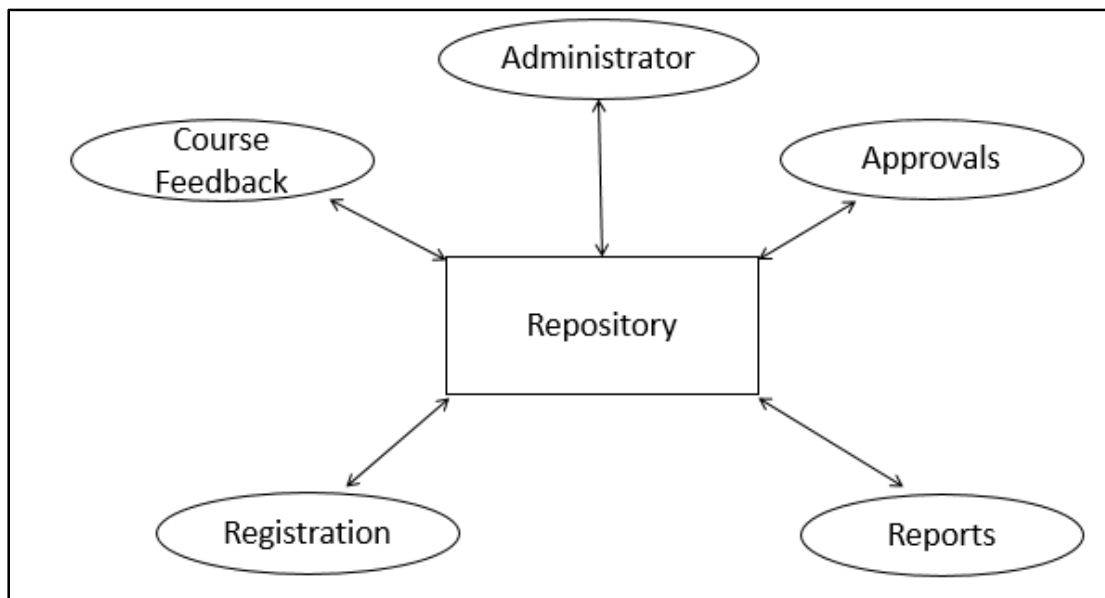 Administrator
Course
Feedback
Approvals
Repository
Registration
Reports